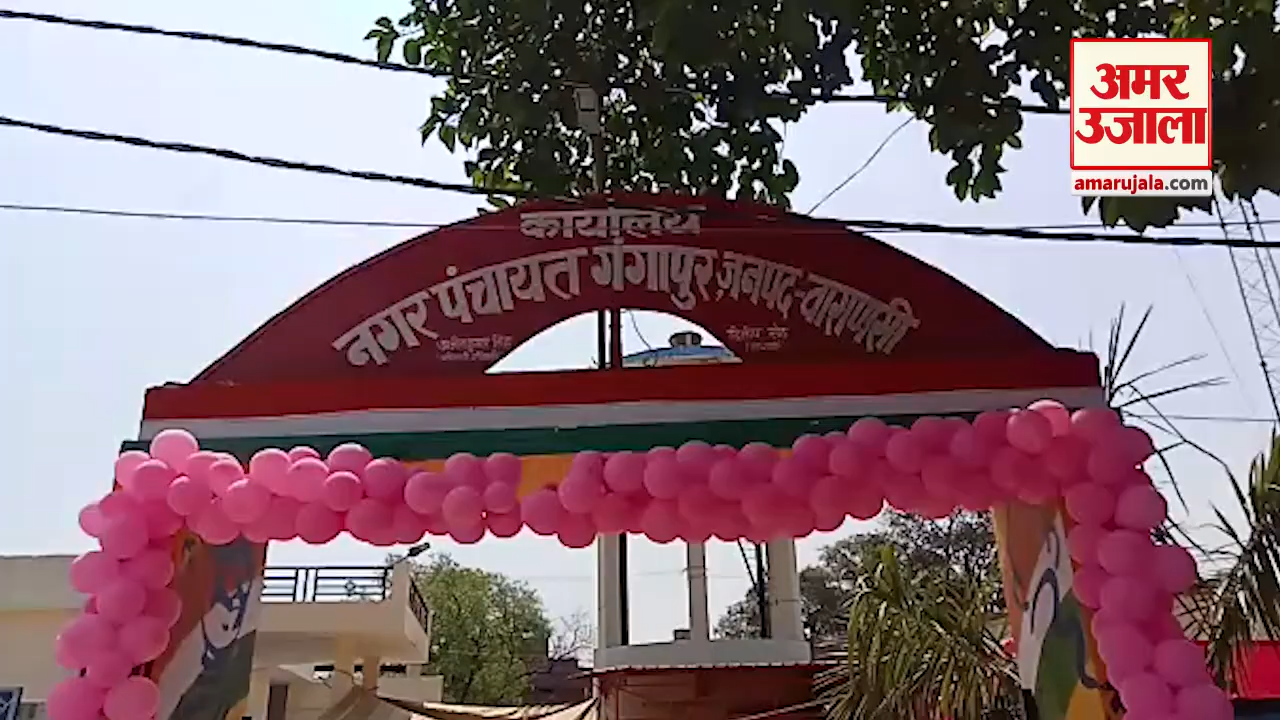 अमर
उजाला
amarujala.com
कार्यालय
नगर पंचायत गंगापुर, जनपद-वाराणसी